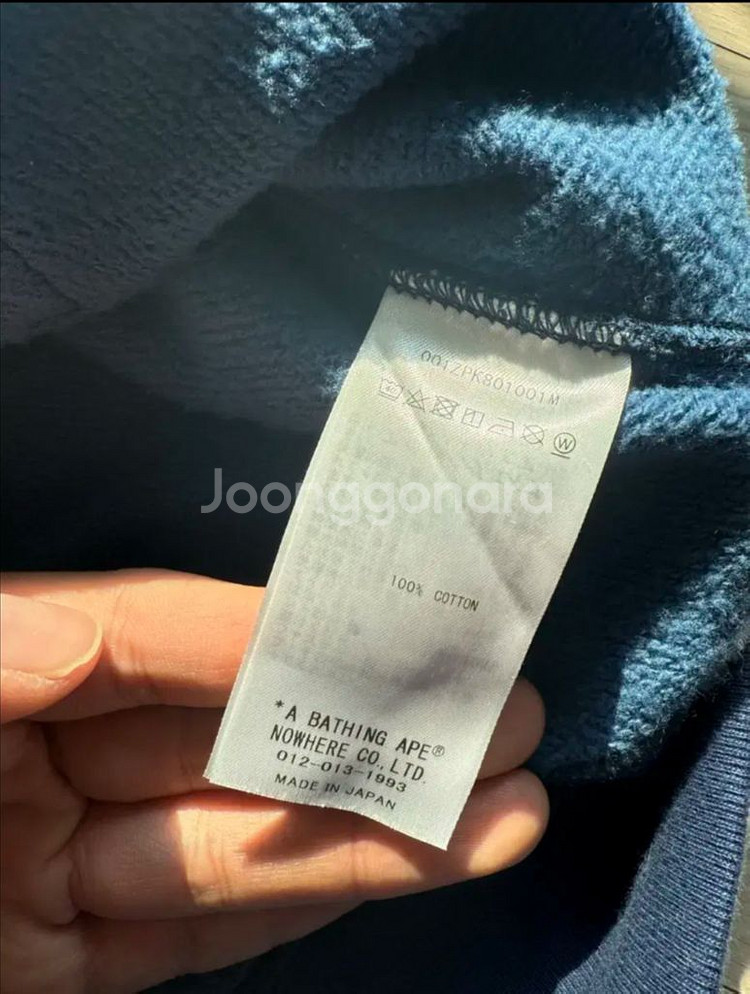 001ZPK801001M
W
Joonggonara
100% COTTON
*A BATHING APE®
NOWHERE CO., LTD.
012-013-1993
MADE IN JAPAN